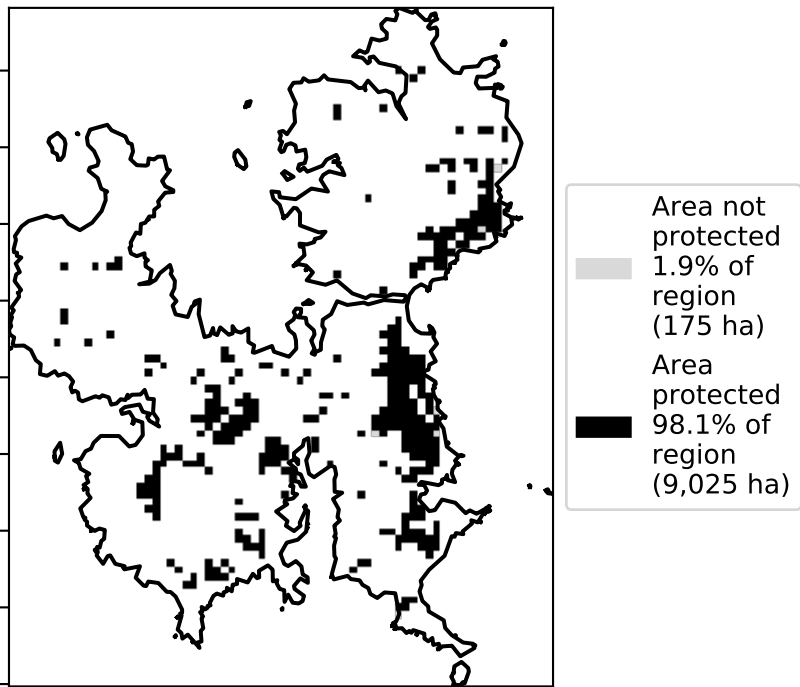 Area not
protected
1.9% of
region
(175 ha)
Area
protected
98.1% of
region
(9,025 ha)